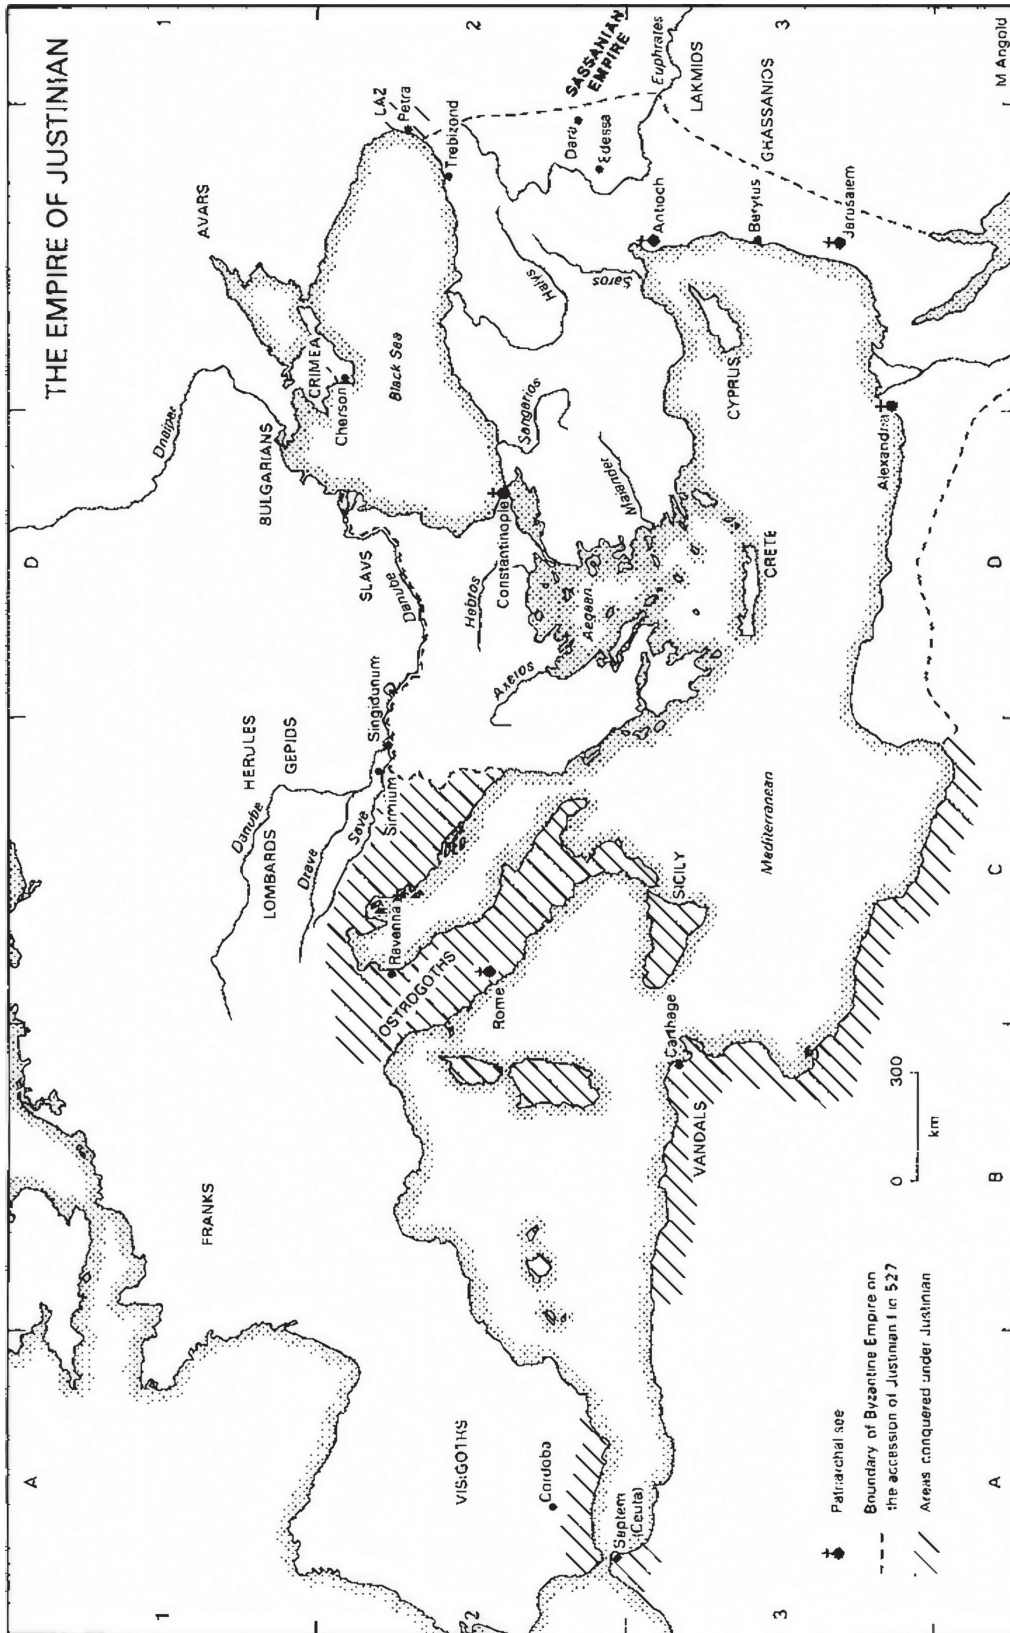 THE EMPIRE OF JUSTINIAN
A
D
1
2
3
1
2
3
A
B
C
D
AVARS
LAZ
Petra
Trebizond
Dnaiper
CRIMEA
Cherson
Black Sea
BULGARIANS
SLAVS
Danube
HERULES
GEPIDS
Singidunum
Danube
LOMBARDS
Drave
Save
Sirmium
FRANKS
Ravenna
OSTROGOTHS
Rome
VISIGOTHS
Cordoba
Septem
(Ceuta)
Constantinople
Hebros
Axeios
Aegean
Sangarios
Maiander
Halys
Saros
Dara
Edessa
SASSANIAN
EMPIRE
Euphrates
LAKMIDS
GHASSANIDS
Antioch
Berytus
Jerusalem
CYPRUS
CRETE
Alexandria
Mediterranean
SICILY
Carthage
VANDALS
0 300
km
Patriarchal see
Boundary of Byzantine Empire on
the accession of Justinian I in 527
Areas conquered under Justinian
M Angold